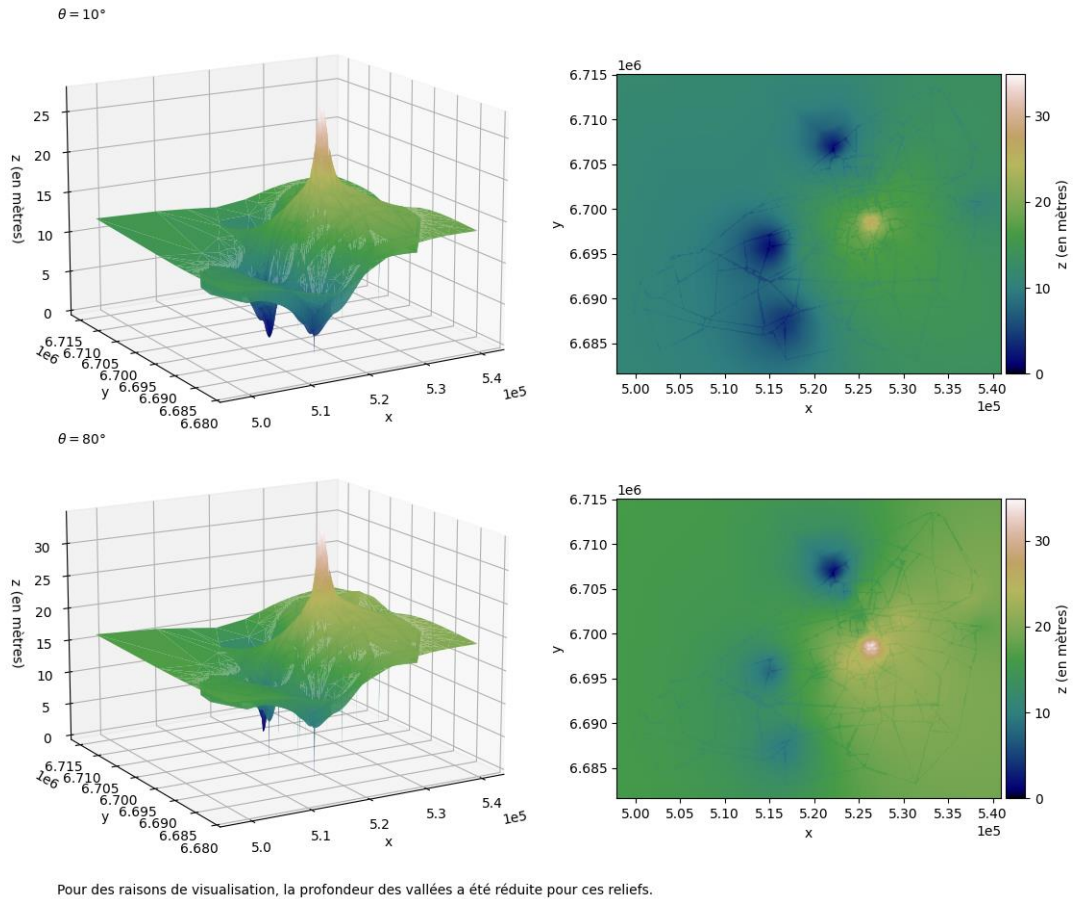 θ = 10°
25
20
15
10
5
0
z (en mètres)
1e6
6.715
6.710
6.705
6.700
6.695
6.690
6.685
6.680
y
5.0
5.1
5.2
5.3
5.4
1e5
x
1e6
6.715
6.710
6.705
6.700
6.695
6.690
6.685
y
5.00 5.05 5.10 5.15 5.20 5.25 5.30 5.35 5.40
1e5
x
30
20
10
0
z (en mètres)
θ = 80°
30
25
20
15
10
5
0
z (en mètres)
1e6
6.715
6.710
6.705
6.700
6.695
6.690
6.685
6.680
y
5.0
5.1
5.2
5.3
5.4
1e5
x
1e6
6.715
6.710
6.705
6.700
6.695
6.690
6.685
y
5.00 5.05 5.10 5.15 5.20 5.25 5.30 5.35 5.40
1e5
x
30
20
10
0
z (en mètres)
Pour des raisons de visualisation, la profondeur des vallées a été réduite pour ces reliefs.